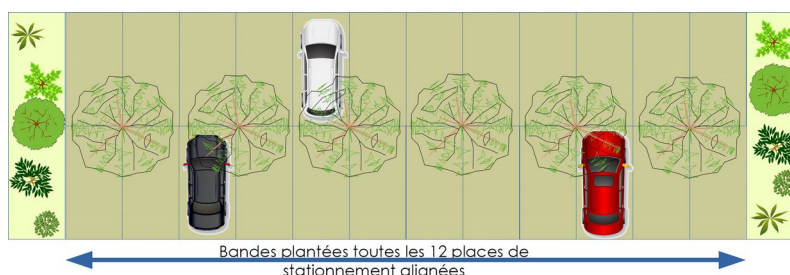 Bandes plantées toutes les 12 places de
stationnement alignées